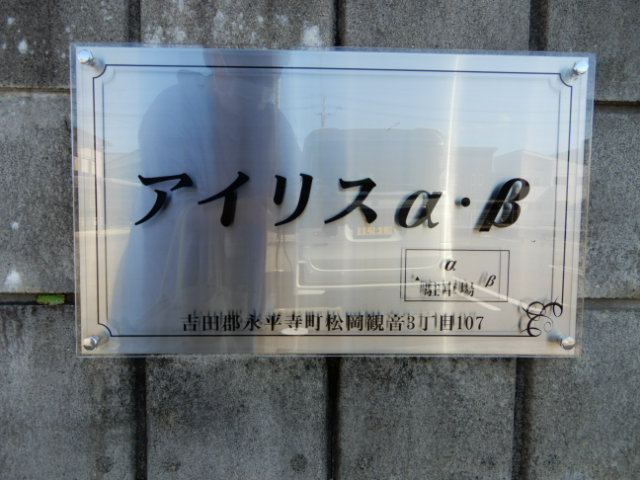 アイリスα・β
α
β
吉田郡永平寺町松岡観音3丁目107